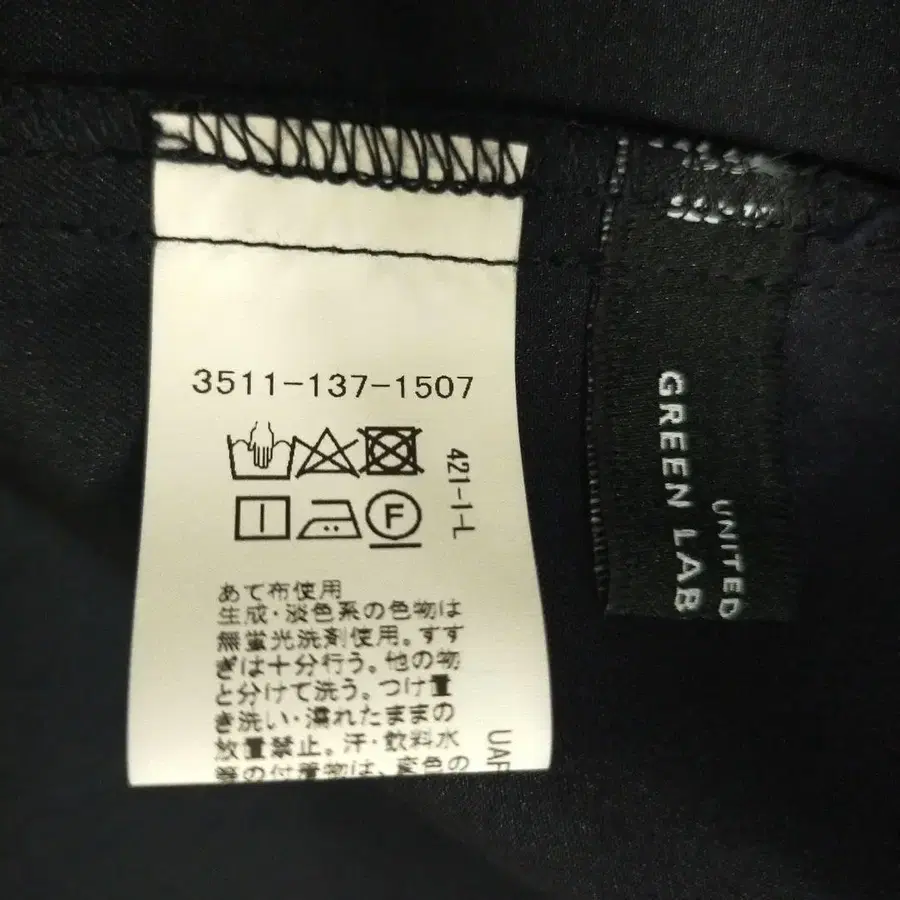 3511-137-1507
421-1-L
F
あて布使用
生成・淡色系の色物は
無蛍光洗剤使用。すす
ぎは十分行う。他の物
と分けて洗う。つけ置
き洗い・濡れたままの
放置禁止。汗・飲料水
等の付着物は、変色の
UAF
UNITED
GREEN LAB